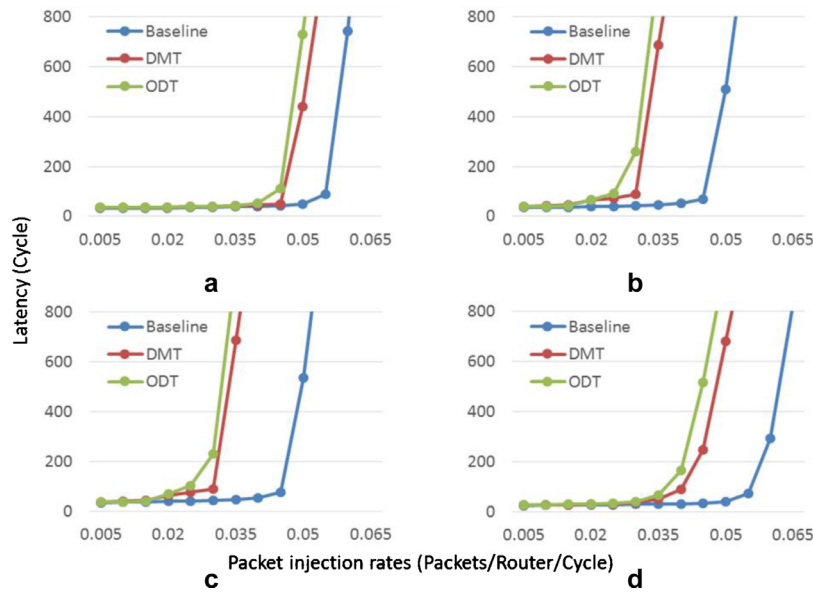 800
600
400
200
0
Baseline
DMT
ODT
0.005 0.02 0.035 0.05 0.065
a
800
600
400
200
0
Baseline
DMT
ODT
0.005 0.02 0.035 0.05 0.065
b
Latency (Cycle)
800
600
400
200
0
Baseline
DMT
ODT
0.005 0.02 0.035 0.05 0.065
c
800
600
400
200
0
Baseline
DMT
ODT
0.005 0.02 0.035 0.05 0.065
d
Packet injection rates (Packets/Router/Cycle)